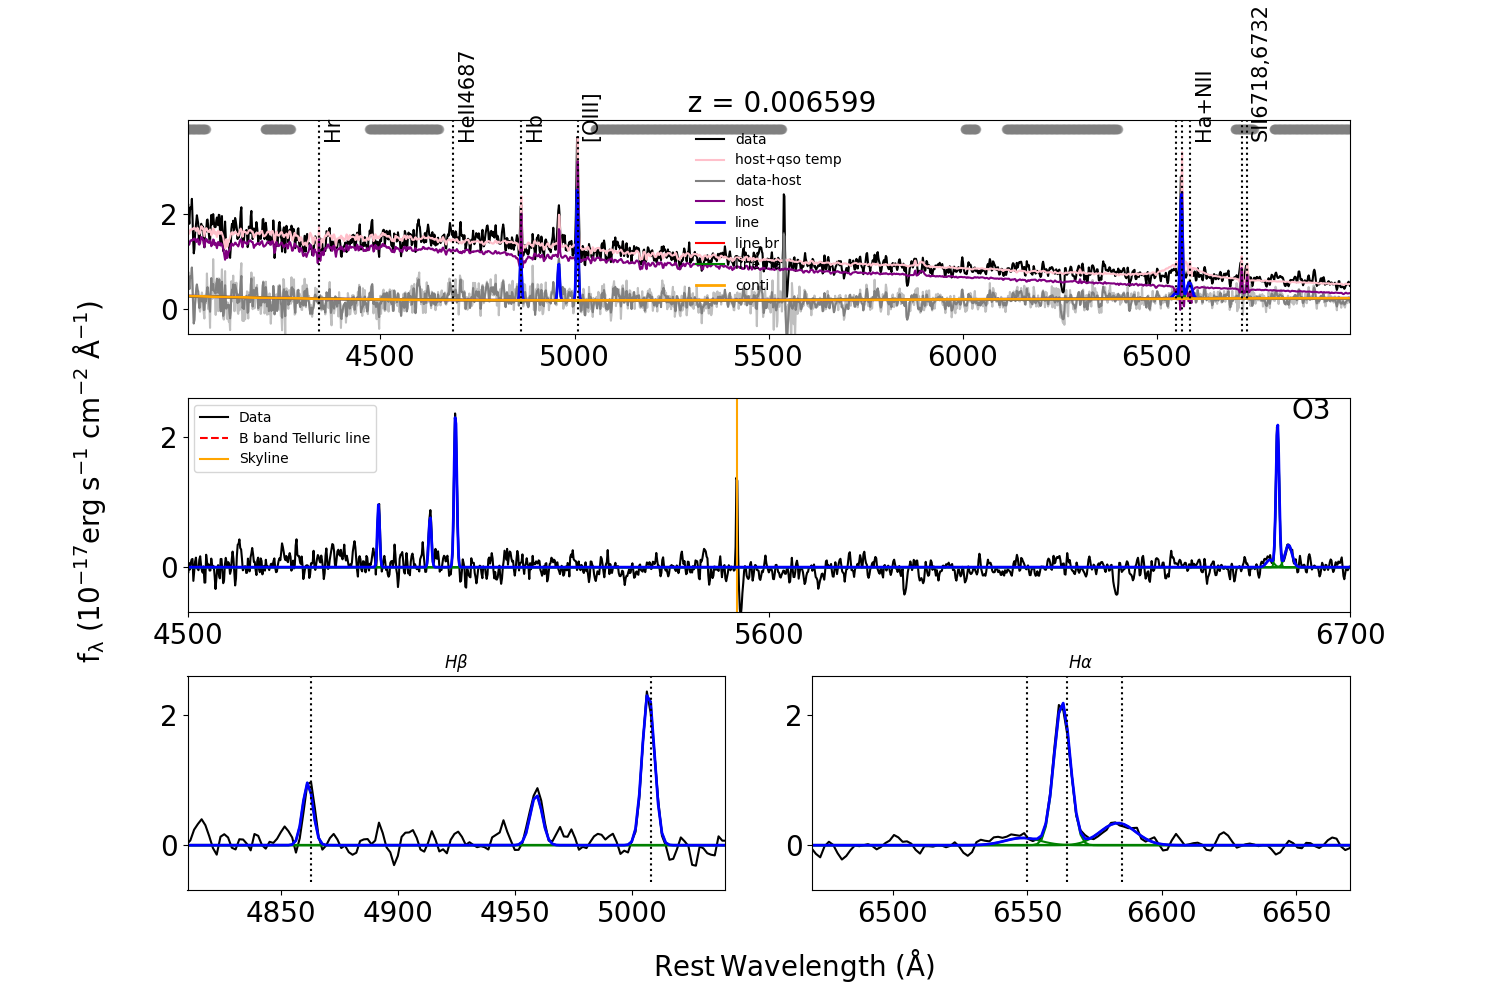 z = 0.006599
Hr
HeII4687
Hb
[OIII]
Ha+NII
SII6718,6732
data
host+qso temp
data-host
host
line
line br
conti
2
0
4500 5000 5500 6000 6500
Data
B band Telluric line
Skyline
O3
2
0
4500 5600 6700
fλ (10−17erg s−1 cm−2 Å−1)
Hβ
2
0
4850 4900 4950 5000
Hα
2
0
6500 6550 6600 6650
Rest Wavelength (Å)